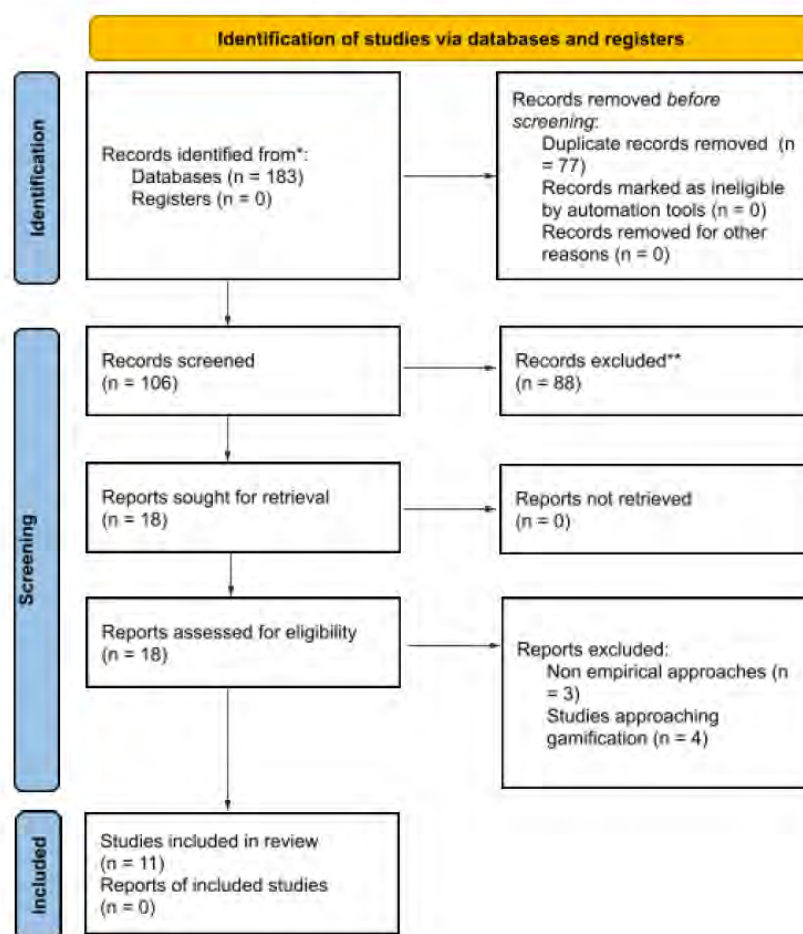 Identification of studies via databases and registers
Identification
Records identified from*:
Databases (n = 183)
Registers (n = 0)
Records removed before
screening:
Duplicate records removed (n
= 77)
Records marked as ineligible
by automation tools (n = 0)
Records removed for other
reasons (n = 0)
Screening
Records screened
(n = 106)
Records excluded**
(n = 88)
Reports sought for retrieval
(n = 18)
Reports not retrieved
(n = 0)
Reports assessed for eligibility
(n = 18)
Reports excluded:
Non empirical approaches (n
= 3)
Studies approaching
gamification (n = 4)
Included
Studies included in review
(n = 11)
Reports of included studies
(n = 0)